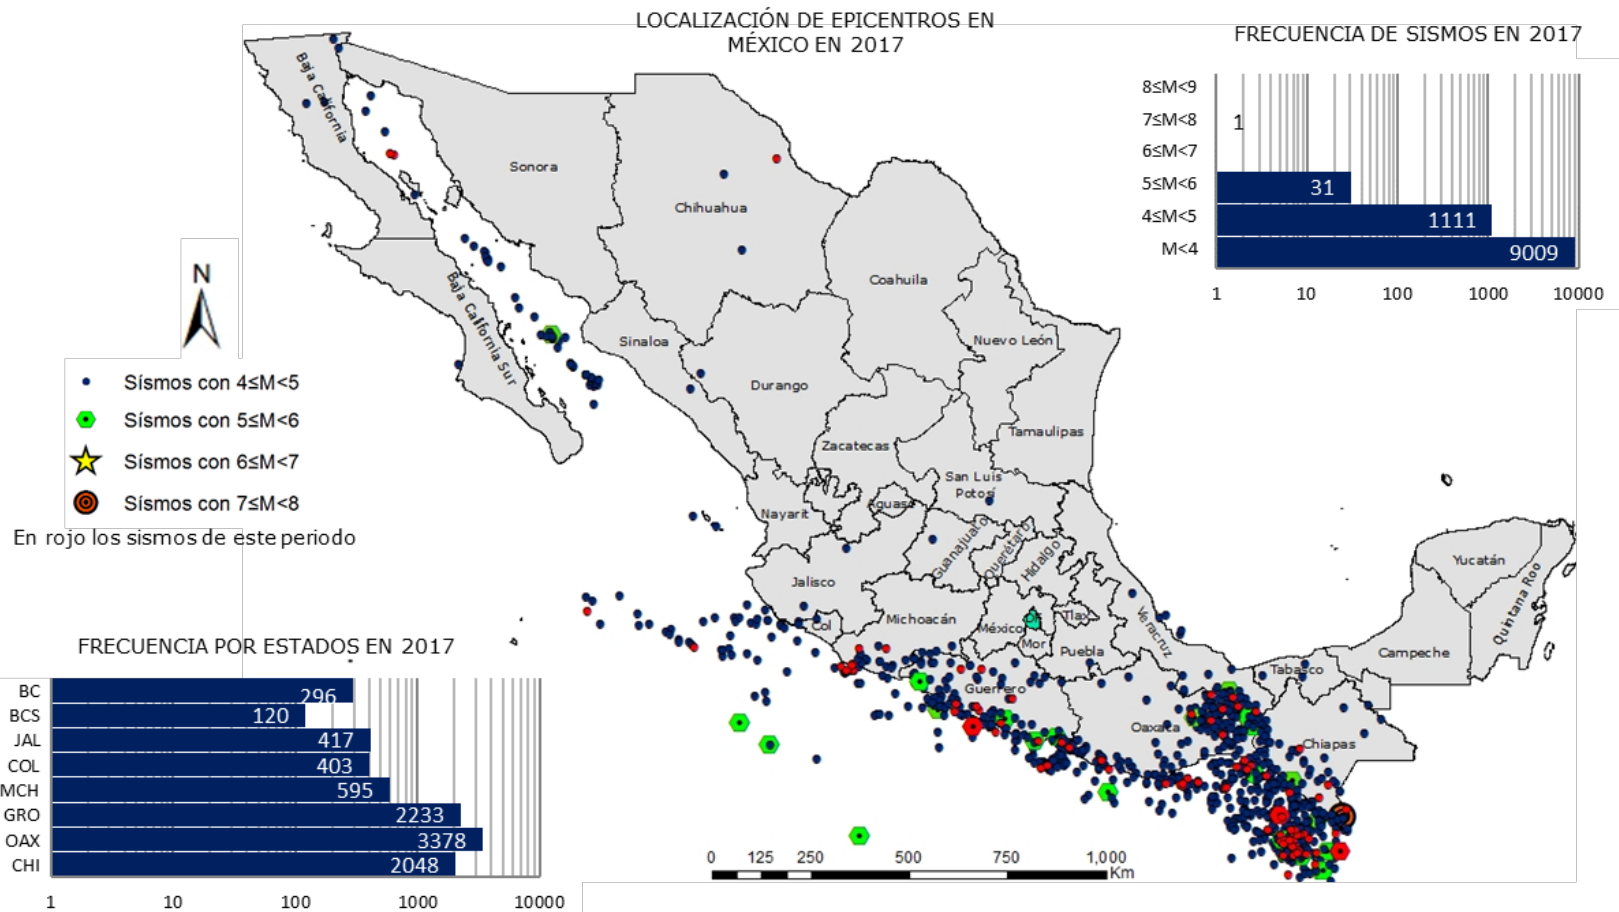 LOCALIZACIÓN DE EPICENTROS EN
MÉXICO EN 2017
FRECUENCIA DE SISMOS EN 2017
8≤M<9
7≤M<8
1
6≤M<7
5≤M<6
31
4≤M<5
1111
M<4
9009
1 10 100 1000 10000
N
Sísmos con 4≤M<5
Sísmos con 5≤M<6
Sísmos con 6≤M<7
Sísmos con 7≤M<8
En rojo los sismos de este periodo
Baja California
Sonora
Chihuahua
Coahuila
Baja California Sur
Sinaloa
Nuevo León
Durango
Tamaulipas
Zacatecas
San Luis
Potosí
Nayarit
Aguasc
Guanajuato
Querétaro
Hidalgo
Jalisco
Yucatán
Quintana Roo
Michoacán
Col
México
Tlax
Mor
Puebla
Veracruz
Campeche
Tabasco
Guerrero
Oaxaca
Chiapas
0 125 250 500 750 1,000
Km
FRECUENCIA POR ESTADOS EN 2017
BC 296
BCS 120
JAL 417
COL 403
MCH 595
GRO 2233
OAX 3378
CHI 2048
1 10 100 1000 10000